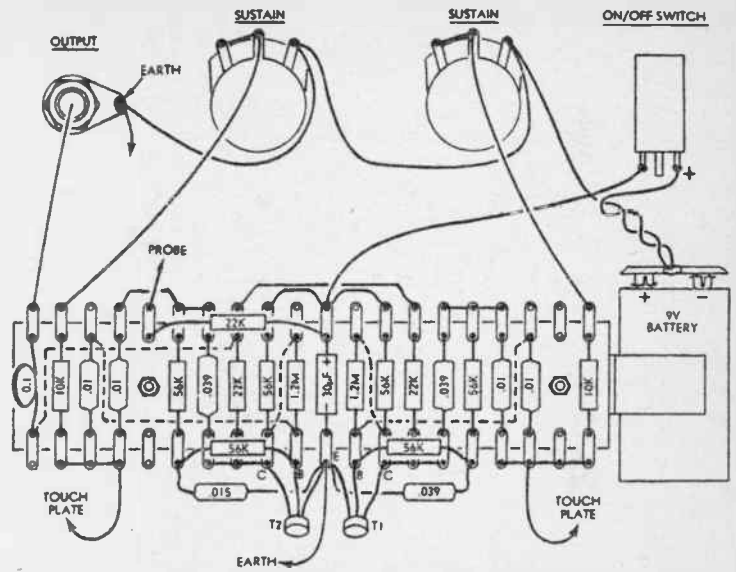 SUSTAIN
SUSTAIN
ON/OFF SWITCH
OUTPUT
EARTH
+
PROBE
+
−
9V
BATTERY
22K
0.1
10K
.01
.01
56K
.039
22K
56K
1.2M
30µF +
1.2M
56K
22K
.039
56K
.01
.01
10K
56K
56K
C
B
E
B
C
.015
.039
TOUCH
PLATE
T2
T1
TOUCH
PLATE
EARTH